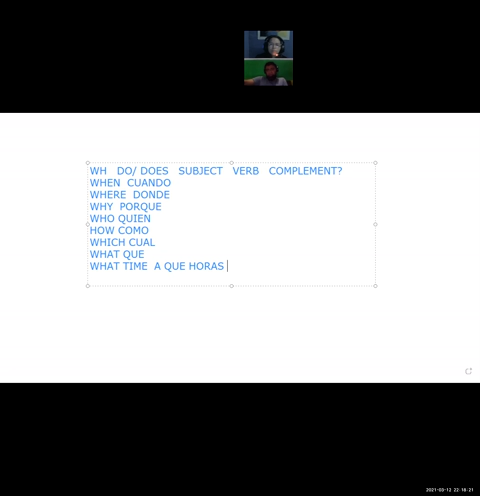 WH DO/ DOES SUBJECT VERB COMPLEMENT?
WHEN CUANDO
WHERE DONDE
WHY PORQUE
WHO QUIEN
HOW COMO
WHICH CUAL
WHAT QUE
WHAT TIME A QUE HORAS
2021-03-12 22:18:21